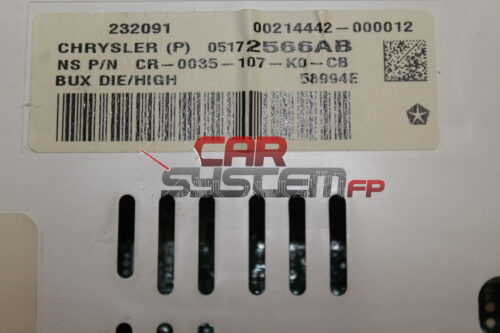 232091 00214442-000012
CHRYSLER (P) 05172566AB
NS P/N CR-0035-107-K0-CB
BUX DIE/HIGH 58994E
CAR
SYSTEM FP